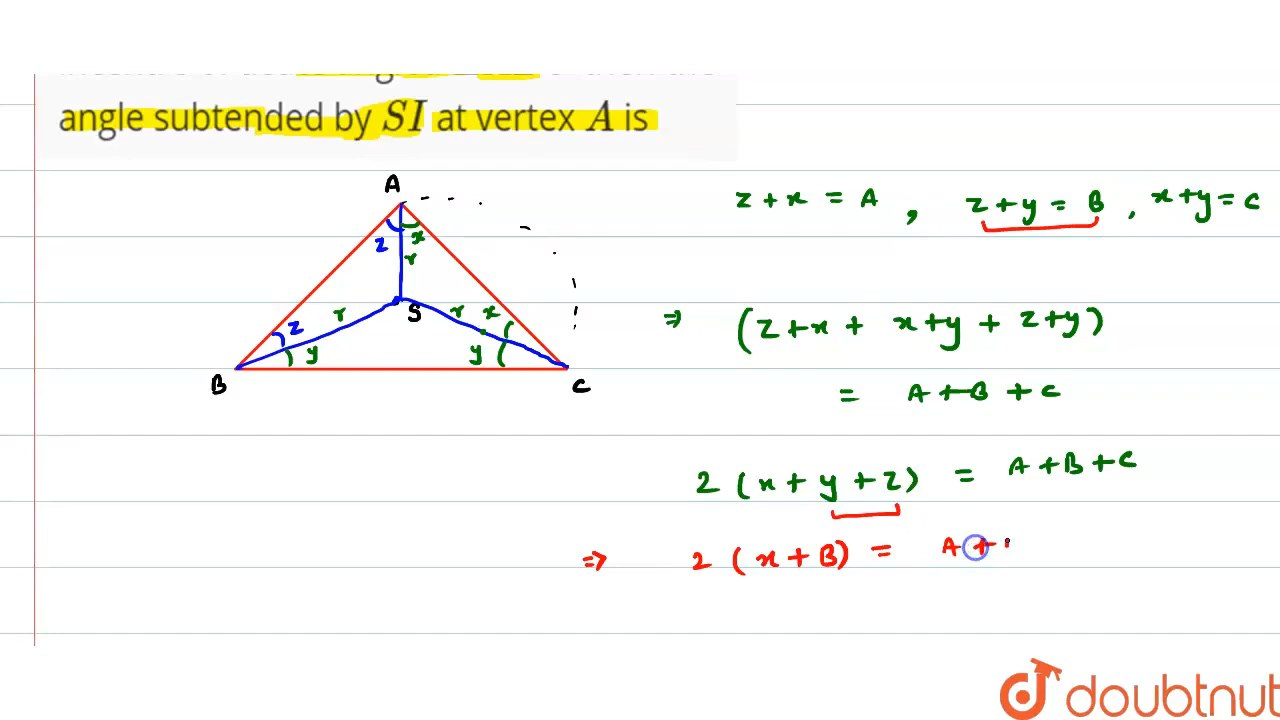 angle subtended by SI at vertex A is
A
z x
r
S
r r
z x
y y
B C
z + x = A , z + y = B , x + y = C
⇒ (z + x + x + y + z + y)
= A + B + C
2 (x + y + z) = A + B + C
⇒ 2 (x + B) = A +
doubtnut